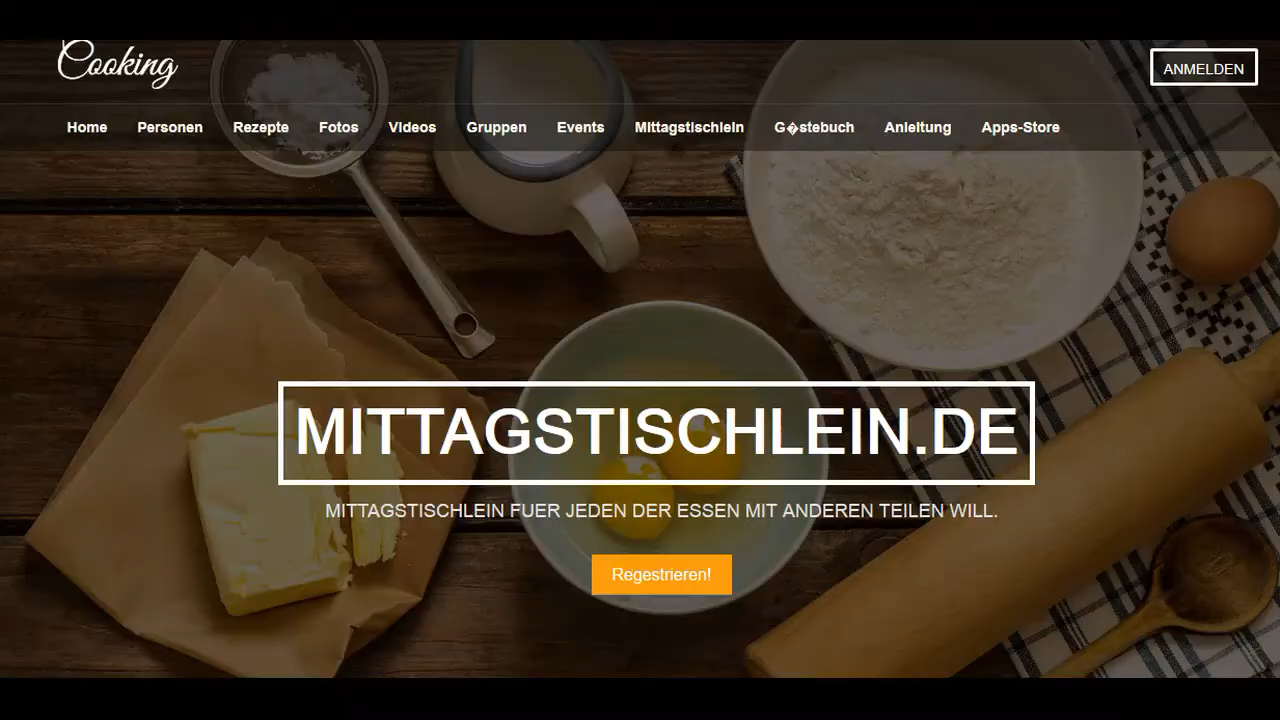 Cooking
ANMELDEN
Home Personen Rezepte Fotos Videos Gruppen Events Mittagstischlein G�stebuch Anleitung Apps-Store
MITTAGSTISCHLEIN.DE
MITTAGSTISCHLEIN FUER JEDEN DER ESSEN MIT ANDEREN TEILEN WILL.
Regestrieren!